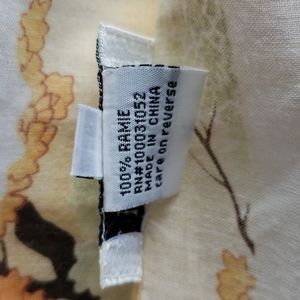 100% RAMIE
RN#100031052
MADE IN CHINA
care on reverse